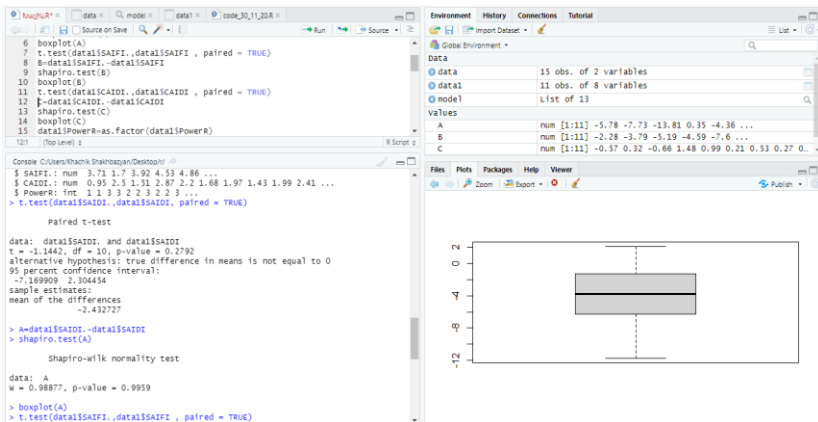 data
model
data1
code_30_11_20.R
Source on Save
Run
Source
6 boxplot(A)
7 t.test(data1$SAIFI.,data1$SAIFI , paired = TRUE)
8 B=data1$SAIFI.-data1$SAIFI
9 shapiro.test(B)
10 boxplot(B)
11 t.test(data1$CAIDI.,data1$CAIDI , paired = TRUE)
12 C=data1$CAIDI.-data1$CAIDI
13 shapiro.test(C)
14 boxplot(C)
15 data1$PowerR=as.factor(data1$PowerR)
12:1 (Top Level) R Script
Console C:/Users/Khachik Shakhbazyan/Desktop/r/
$ SAIFI.: num 3.71 1.7 3.92 4.53 4.86 ...
$ CAIDI.: num 0.95 2.5 1.51 2.87 2.2 1.68 1.97 1.43 1.99 2.41 ...
$ PowerR: int 1 1 3 3 2 2 3 2 2 3 ...
> t.test(data1$SAIDI.,data1$SAIDI, paired = TRUE)
Paired t-test
data: data1$SAIDI. and data1$SAIDI
t = -1.1442, df = 10, p-value = 0.2792
alternative hypothesis: true difference in means is not equal to 0
95 percent confidence interval:
-7.169909 2.304454
sample estimates:
mean of the differences
-2.432727
> A=data1$SAIDI.-data1$SAIDI
> shapiro.test(A)
Shapiro-Wilk normality test
data: A
W = 0.98877, p-value = 0.9959
> boxplot(A)
> t.test(data1$SAIFI.,data1$SAIFI , paired = TRUE)
Environment History Connections Tutorial
Import Dataset List
Global Environment
Data
data 15 obs. of 2 variables
data1 11 obs. of 8 variables
model List of 13
Values
A num [1:11] -5.78 -7.73 -13.81 0.35 -4.36 ...
B num [1:11] -2.28 -3.79 -5.19 -4.59 -7.6 ...
C num [1:11] -0.57 0.32 -0.66 1.48 0.99 0.21 0.53 0.27 0..
Files Plots Packages Help Viewer
Zoom Export Publish
2
0
-4
-8
-12